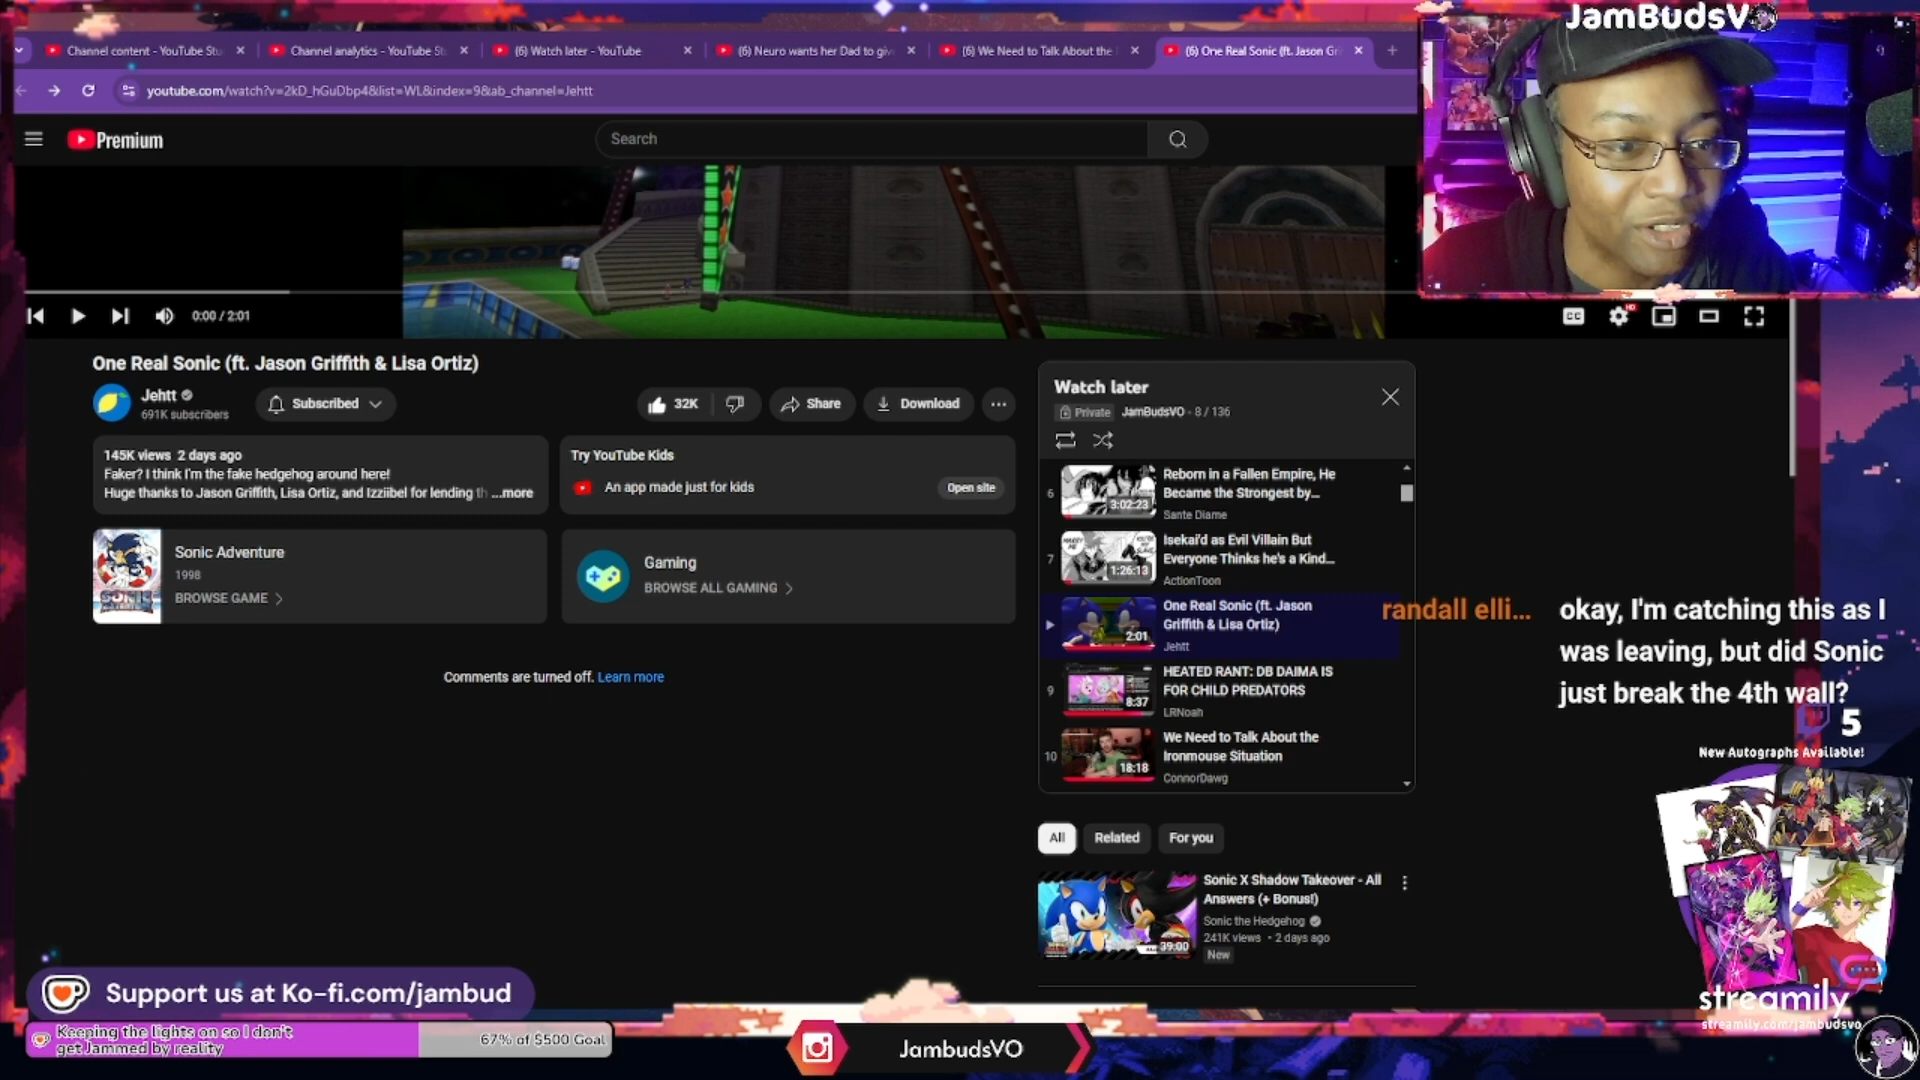 JamBudsVO
Channel content - YouTube Stu
Channel analytics - YouTube St
(6) Watch later - YouTube
(6) Neuro wants her Dad to giv
(6) We Need to Talk About the
(6) One Real Sonic (ft. Jason Gri
youtube.com/watch?v=2kD_hGuDbp4&list=WL&index=9&ab_channel=Jehtt
Premium
Search
0:00 / 2:01
CC
HD
One Real Sonic (ft. Jason Griffith & Lisa Ortiz)
Jehtt
691K subscribers
Subscribed
32K
Share
Download
145K views 2 days ago
Faker? I think I'm the fake hedgehog around here!
Huge thanks to Jason Griffith, Lisa Ortiz, and Izziibel for lending th ...more
Try YouTube Kids
An app made just for kids
Open site
Sonic Adventure
1998
BROWSE GAME
Gaming
BROWSE ALL GAMING
Comments are turned off. Learn more
Watch later
Private JamBudsVO - 8 / 136
6
3:02:23
Reborn in a Fallen Empire, He
Became the Strongest by...
Sante Diame
7
1:26:13
Isekai'd as Evil Villain But
Everyone Thinks he's a Kind...
ActionToon
2:01
One Real Sonic (ft. Jason
Griffith & Lisa Ortiz)
Jehtt
9
8:37
HEATED RANT: DB DAIMA IS
FOR CHILD PREDATORS
LRNoah
10
18:18
We Need to Talk About the
Ironmouse Situation
ConnorDawg
All
Related
For you
39:00
Sonic X Shadow Takeover - All
Answers (+ Bonus!)
Sonic the Hedgehog
241K views • 2 days ago
New
randall elli...
okay, I'm catching this as I
was leaving, but did Sonic
just break the 4th wall?
5
New Autographs Available!
streamily
streamily.com/jambudsvo
Support us at Ko-fi.com/jambud
Keeping the lights on so I don't
get Jammed by reality
67% of $500 Goal
JambudsVO